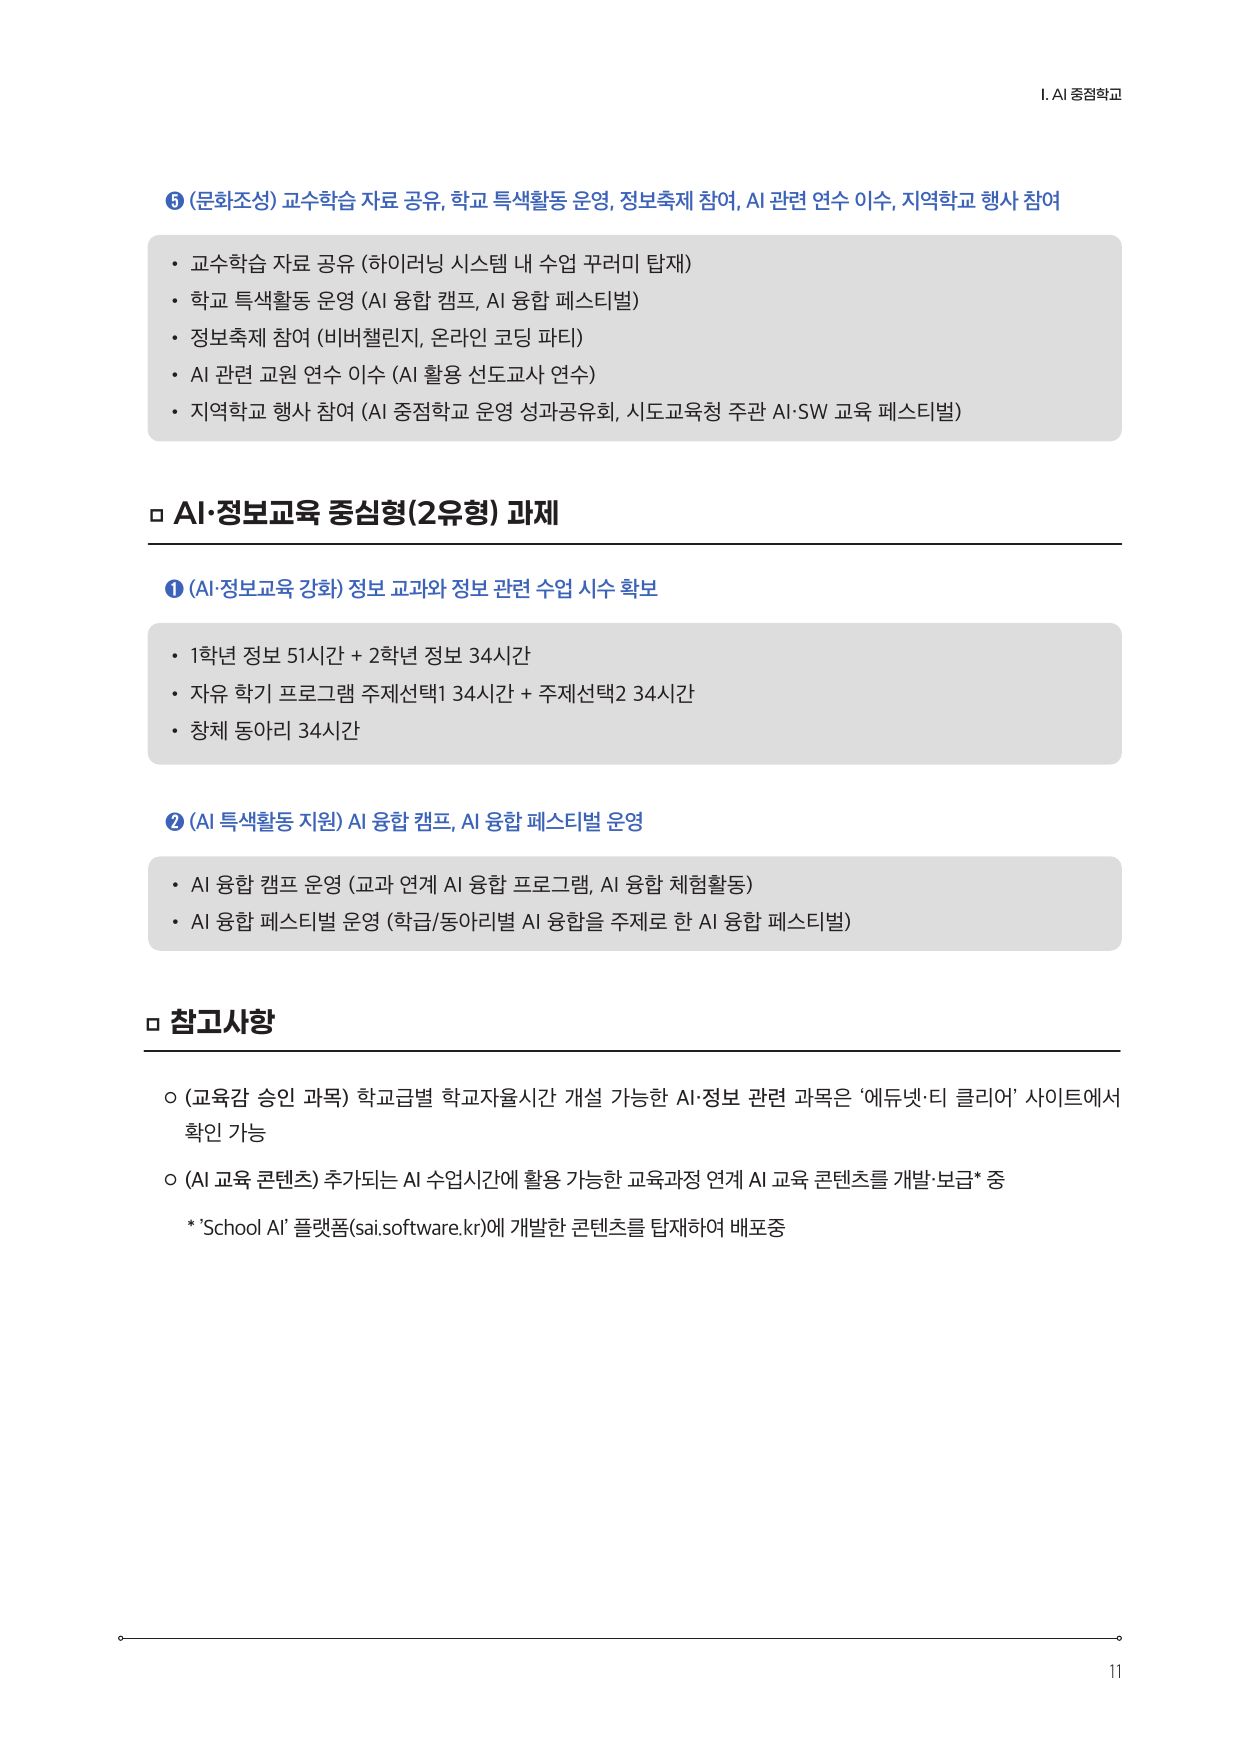 I. AI 중점학교
❺ (문화조성) 교수학습 자료 공유, 학교 특색활동 운영, 정보축제 참여, AI 관련 연수 이수, 지역학교 행사 참여
• 교수학습 자료 공유 (하이러닝 시스템 내 수업 꾸러미 탑재)
• 학교 특색활동 운영 (AI 융합 캠프, AI 융합 페스티벌)
• 정보축제 참여 (비버챌린지, 온라인 코딩 파티)
• AI 관련 교원 연수 이수 (AI 활용 선도교사 연수)
• 지역학교 행사 참여 (AI 중점학교 운영 성과공유회, 시도교육청 주관 AI·SW 교육 페스티벌)
□ AI·정보교육 중심형(2유형) 과제
❶ (AI·정보교육 강화) 정보 교과와 정보 관련 수업 시수 확보
• 1학년 정보 51시간 + 2학년 정보 34시간
• 자유 학기 프로그램 주제선택1 34시간 + 주제선택2 34시간
• 창체 동아리 34시간
❷ (AI 특색활동 지원) AI 융합 캠프, AI 융합 페스티벌 운영
• AI 융합 캠프 운영 (교과 연계 AI 융합 프로그램, AI 융합 체험활동)
• AI 융합 페스티벌 운영 (학급/동아리별 AI 융합을 주제로 한 AI 융합 페스티벌)
□ 참고사항
○ (교육감 승인 과목) 학교급별 학교자율시간 개설 가능한 AI·정보 관련 과목은 ‘에듀넷·티 클리어’ 사이트에서
확인 가능
○ (AI 교육 콘텐츠) 추가되는 AI 수업시간에 활용 가능한 교육과정 연계 AI 교육 콘텐츠를 개발·보급* 중
* ’School AI’ 플랫폼(sai.software.kr)에 개발한 콘텐츠를 탑재하여 배포중
11